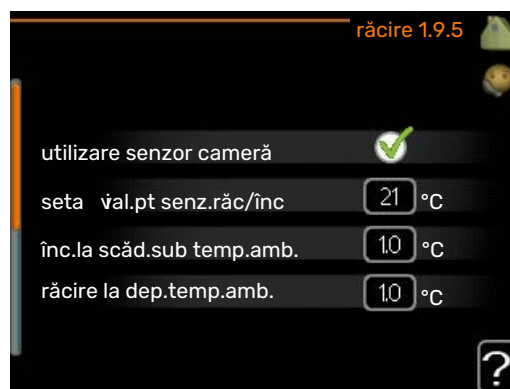 răcire 1.9.5
utilizare senzor cameră
seta val.pt senz.răc/înc 21 °C
înc.la scăd.sub temp.amb. 1.0 °C
răcire la dep.temp.amb. 1.0 °C
?